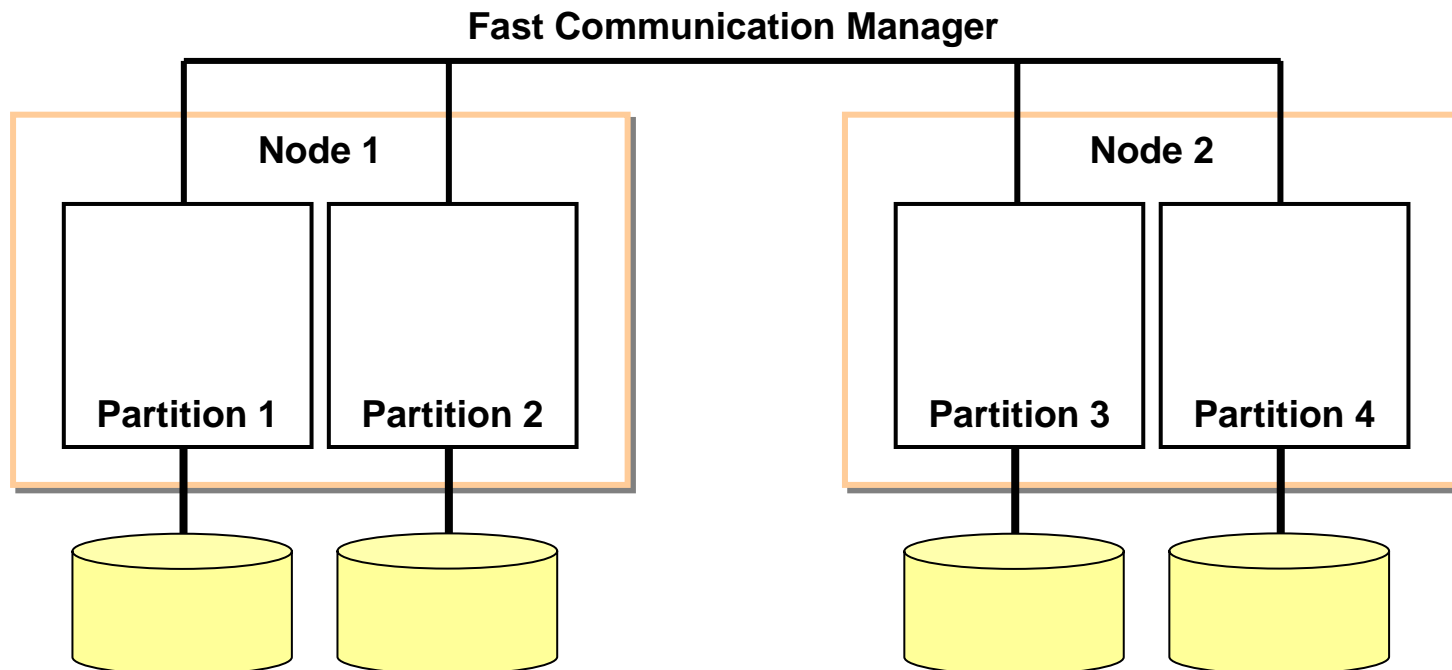 Fast Communication Manager
Node 1
Node 2
Partition 1
Partition 2
Partition 3
Partition 4